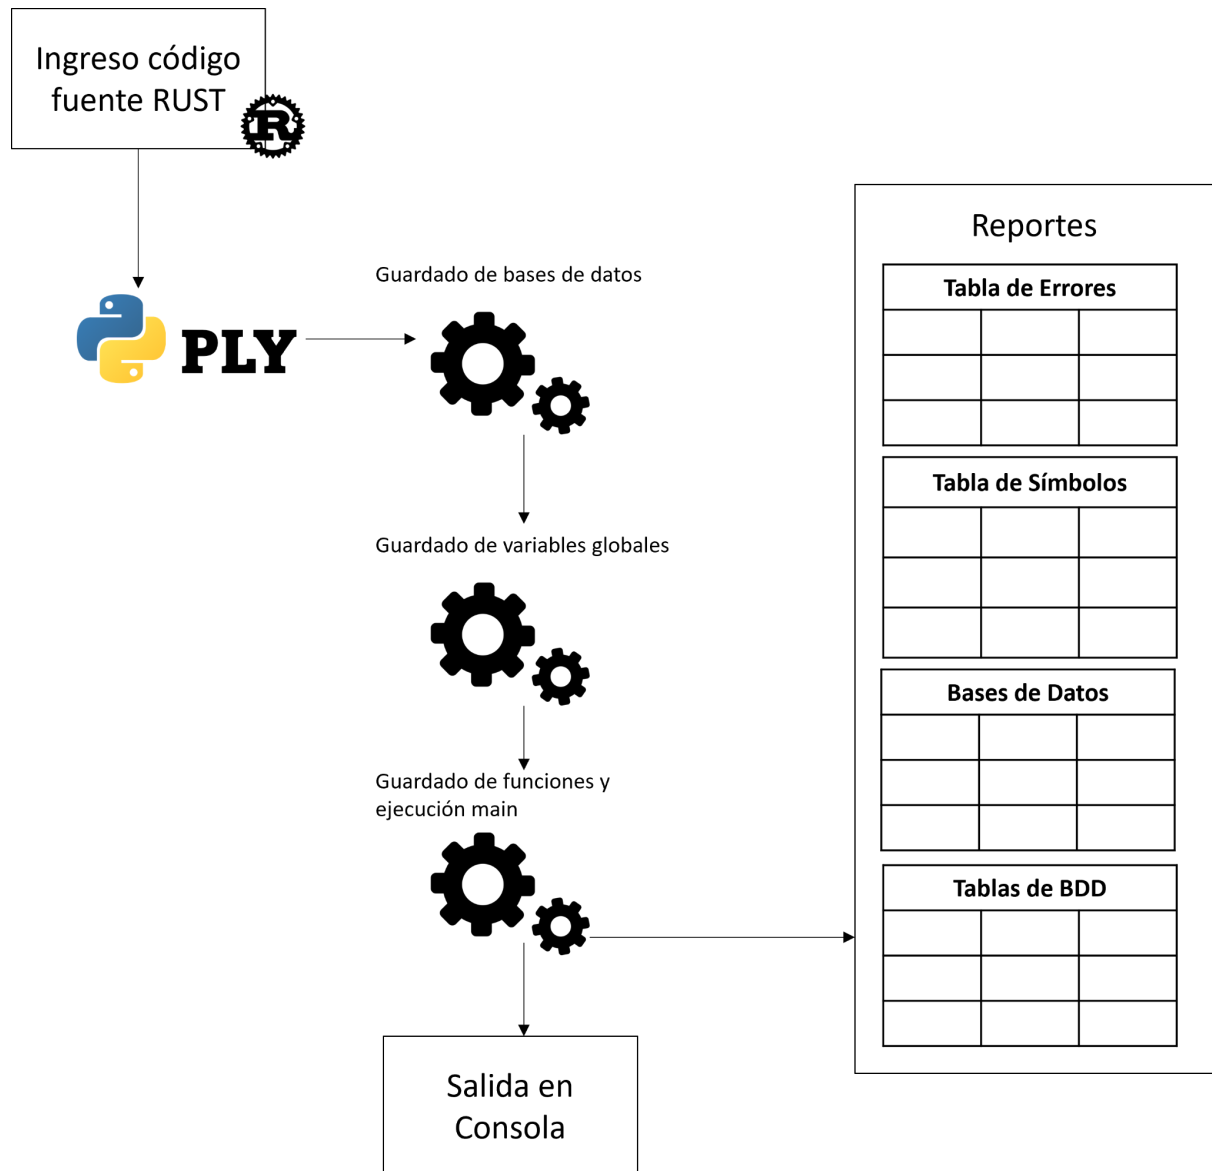 Ingreso código
fuente RUST
R
Reportes
Guardado de bases de datos
Tabla de Errores
PLY
Tabla de Símbolos
Guardado de variables globales
Bases de Datos
Guardado de funciones y
ejecución main
Tablas de BDD
Salida en
Consola